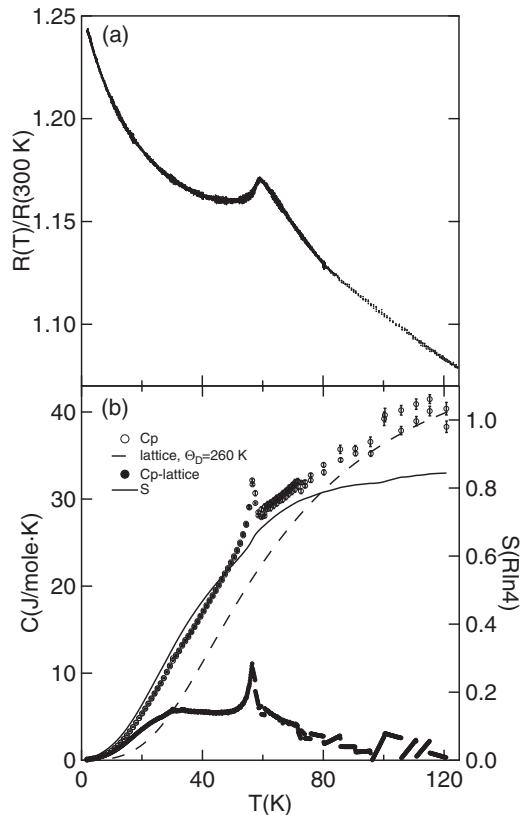 (a)
1.25
1.20
1.15
1.10
R(T)/R(300 K)
(b)
40
30
20
10
0
C(J/mole·K)
Cp
lattice, Θ_D=260 K
Cp-lattice
S
1.0
0.8
0.6
0.4
0.2
0.0
S(Rln4)
0
40
80
120
T(K)